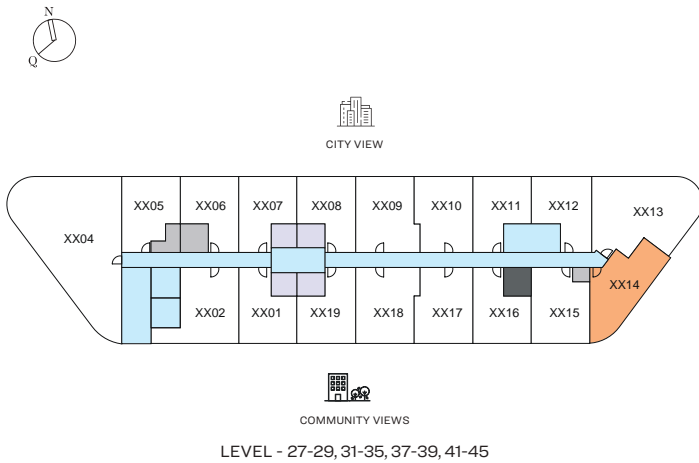 N
Q
CITY VIEW
XX05 XX06 XX07 XX08 XX09 XX10 XX11 XX12
XX04 XX13
XX14
XX02 XX01 XX19 XX18 XX17 XX16 XX15
COMMUNITY VIEWS
LEVEL - 27-29, 31-35, 37-39, 41-45